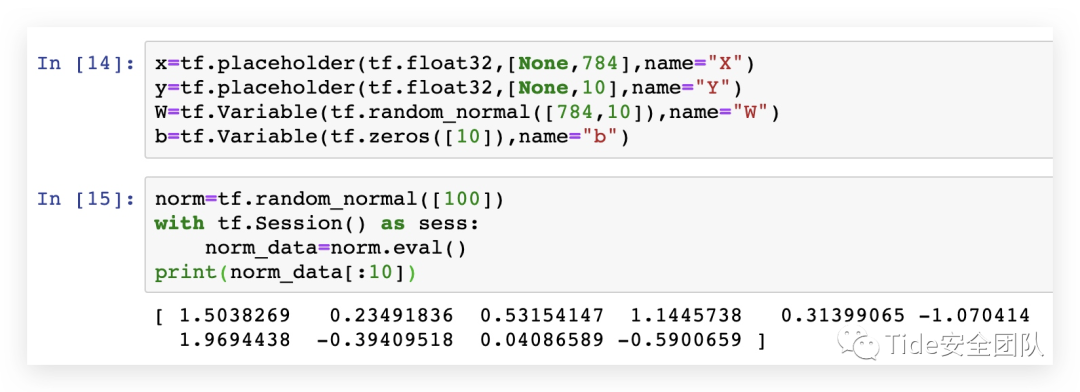 In [14]: x=tf.placeholder(tf.float32,[None,784],name="X")
y=tf.placeholder(tf.float32,[None,10],name="Y")
W=tf.Variable(tf.random_normal([784,10]),name="W")
b=tf.Variable(tf.zeros([10]),name="b")
In [15]: norm=tf.random_normal([100])
with tf.Session() as sess:
    norm_data=norm.eval()
print(norm_data[:10])
[ 1.5038269   0.23491836  0.53154147  1.1445738   0.31399065 -1.070414
  1.9694438  -0.39409518  0.04086589 -0.5900659 ]
Tide安全团队